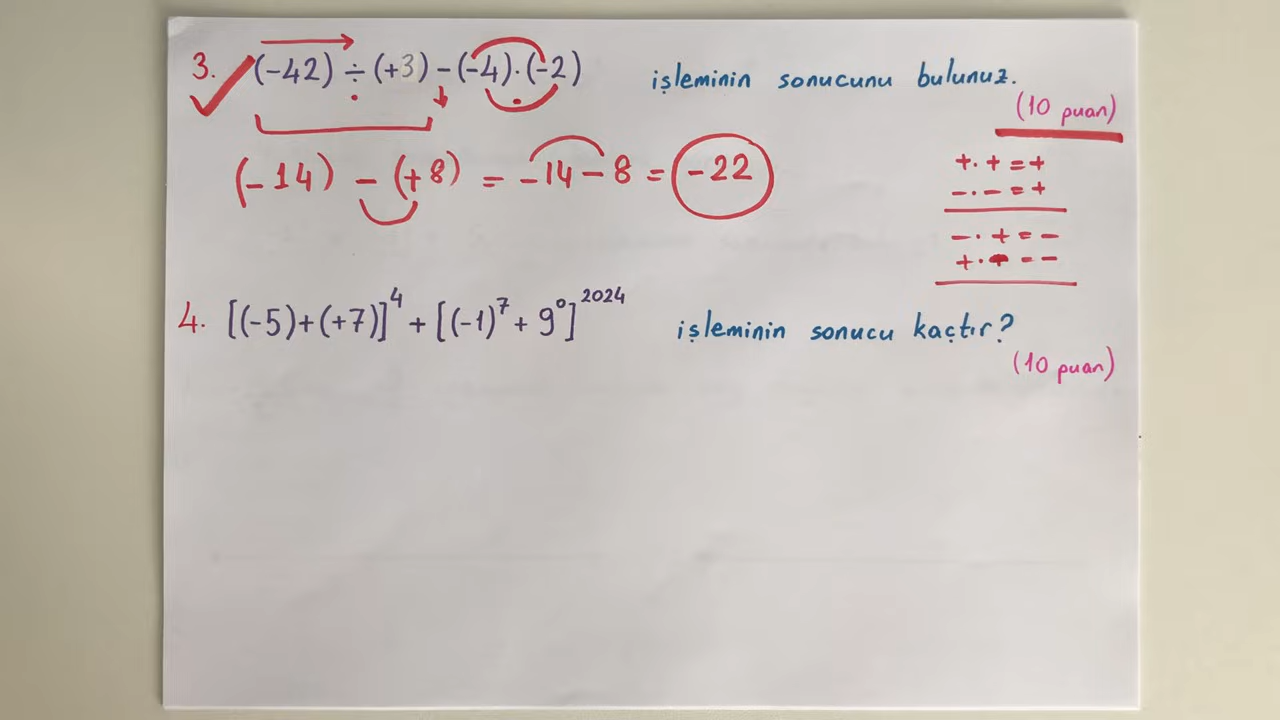 3. (-42) ÷ (+3) - (-4).(-2) işleminin sonucunu bulunuz.
(10 puan)
(-14) - (+8) = -14 - 8 = -22
+ . + = +
- . - = +
- . + = -
+ . - = -
4. [(-5)+(+7)]⁴ + [(-1)⁷ + 9⁰]²⁰²⁴ işleminin sonucu kaçtır?
(10 puan)